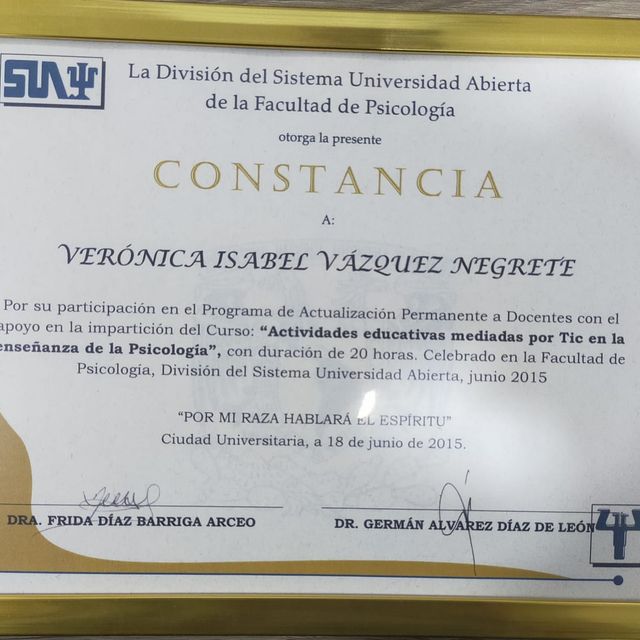 SUAΨ
La División del Sistema Universidad Abierta
de la Facultad de Psicología
otorga la presente
CONSTANCIA
A:
VERÓNICA ISABEL VÁZQUEZ NEGRETE
Por su participación en el Programa de Actualización Permanente a Docentes con el
apoyo en la impartición del Curso: “Actividades educativas mediadas por Tic en la
enseñanza de la Psicología”, con duración de 20 horas. Celebrado en la Facultad de
Psicología, División del Sistema Universidad Abierta, junio 2015
“POR MI RAZA HABLARÁ EL ESPÍRITU”
Ciudad Universitaria, a 18 de junio de 2015.
DRA. FRIDA DÍAZ BARRIGA ARCEO
DR. GERMÁN ALVAREZ DÍAZ DE LEÓN